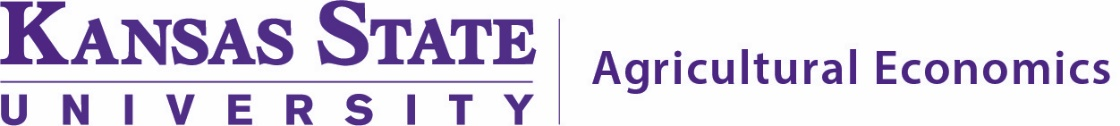 KANSAS STATE
UNIVERSITY
Agricultural Economics